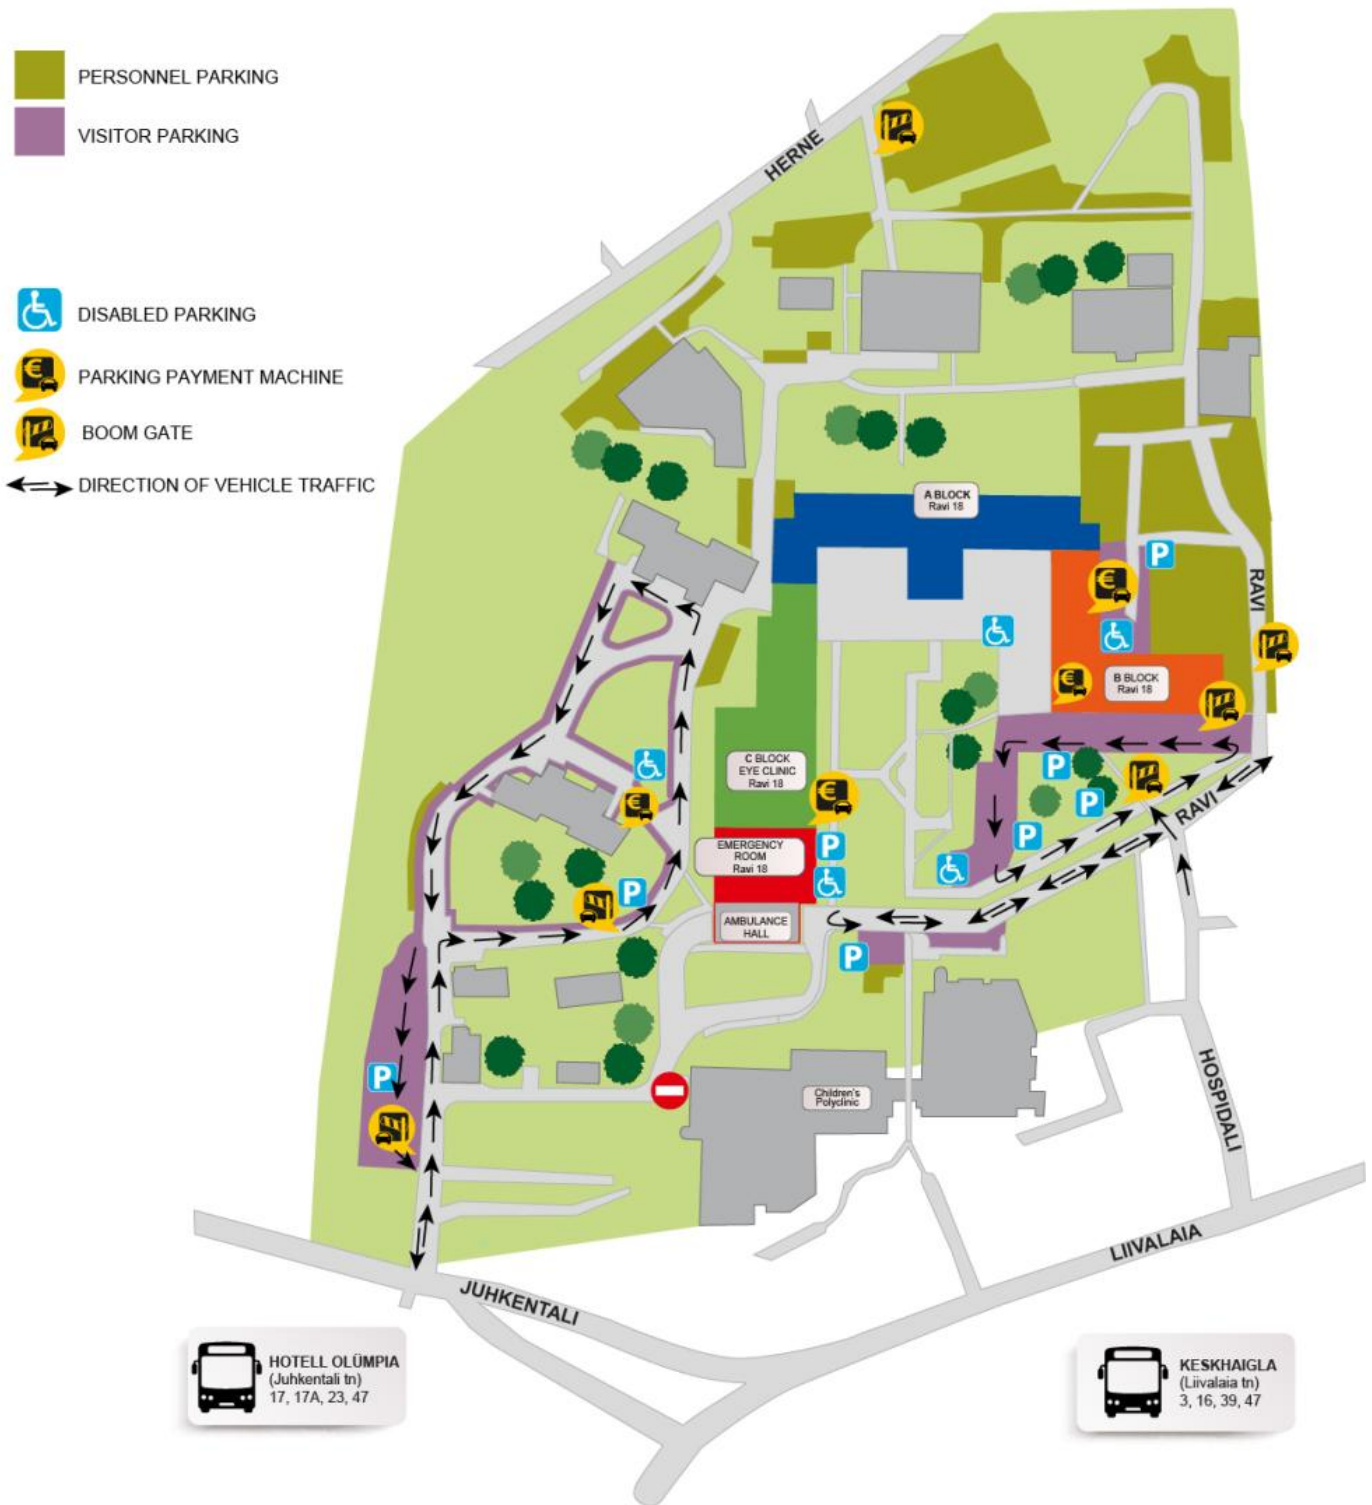 PERSONNEL PARKING
VISITOR PARKING
DISABLED PARKING
€
PARKING PAYMENT MACHINE
BOOM GATE
DIRECTION OF VEHICLE TRAFFIC
HERNE
A BLOCK
Ravi 18
P
€
RAVI
€
B BLOCK
Ravi 18
C BLOCK
EYE CLINIC
Ravi 18
P
€
€
P
RAVI
P
EMERGENCY
ROOM
Ravi 18
P
P
AMBULANCE
HALL
P
P
Children's
Polyclinic
HOSPIDALI
LIIVALAIA
JUHKENTALI
HOTELL OLÜMPIA
(Juhkentali tn)
17, 17A, 23, 47
KESKHAIGLA
(Liivalaia tn)
3, 16, 39, 47